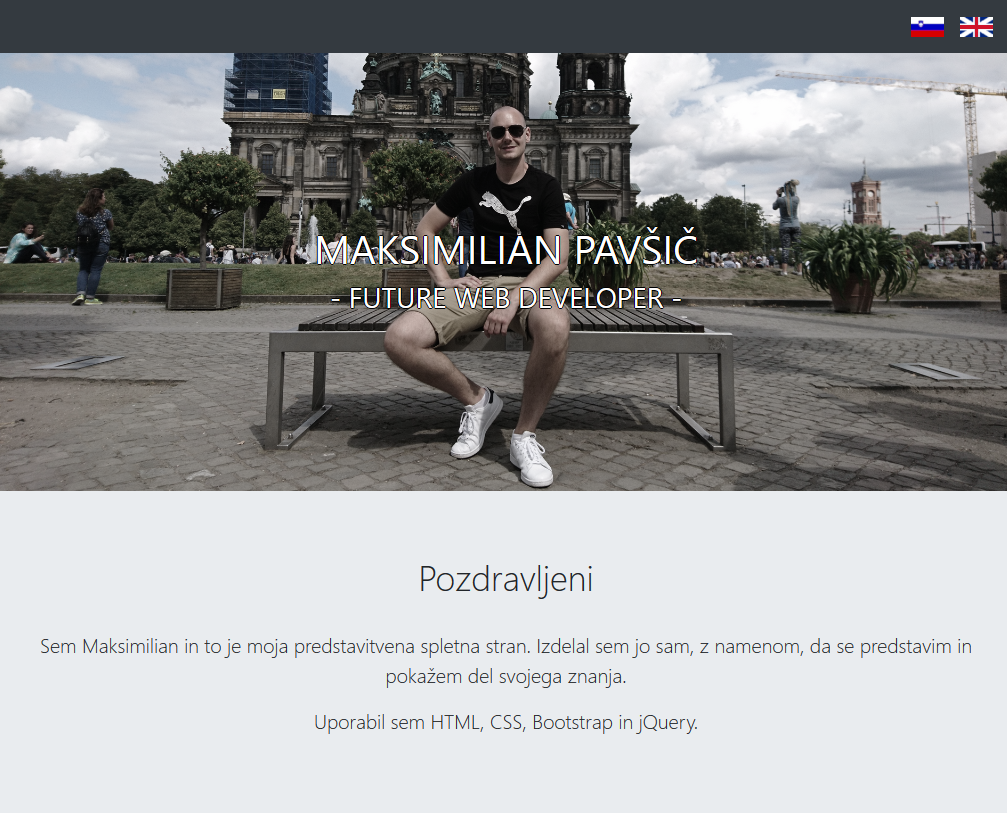 MAKSIMILIAN PAVŠIČ
- FUTURE WEB DEVELOPER -
Pozdravljeni
Sem Maksimilian in to je moja predstavitvena spletna stran. Izdelal sem jo sam, z namenom, da se predstavim in
pokažem del svojega znanja.
Uporabil sem HTML, CSS, Bootstrap in jQuery.